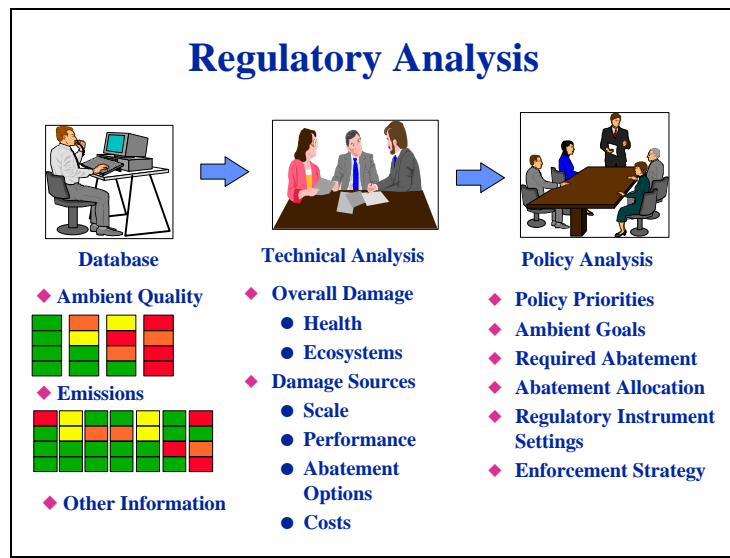 Regulatory Analysis
Database
Ambient Quality
Emissions
Other Information
Technical Analysis
Overall Damage
Health
Ecosystems
Damage Sources
Scale
Performance
Abatement
Options
Costs
Policy Analysis
Policy Priorities
Ambient Goals
Required Abatement
Abatement Allocation
Regulatory Instrument
Settings
Enforcement Strategy